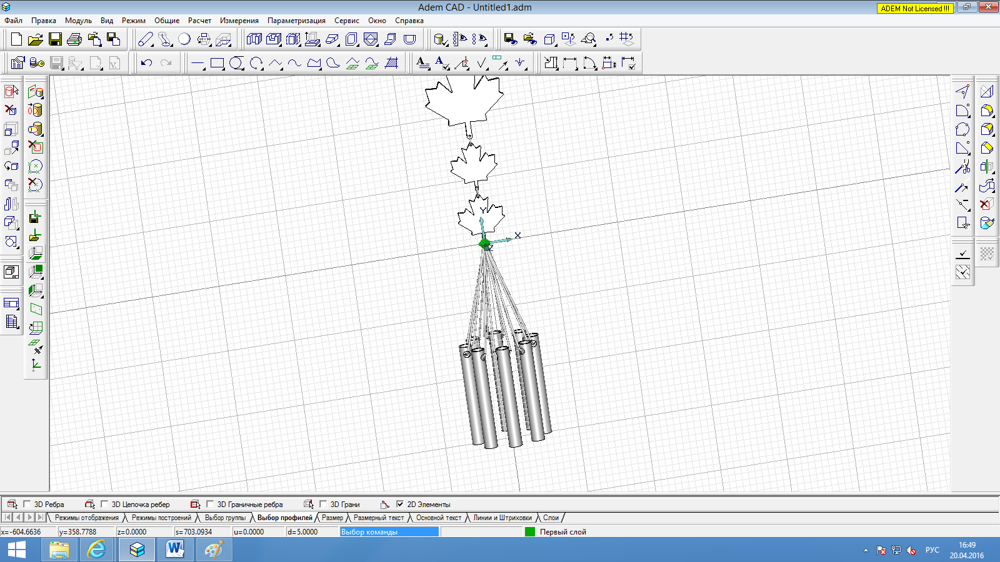 Adem CAD - Untitled1.adm
ADEM Not Licensed !!!
Файл Правка Модуль Вид Режим Общие Расчет Измерения Параметризация Сервис Окно Справка
Y
X
Z
3D Ребра 3D Цепочка ребер 3D Граничные ребра 3D Грани 2D Элементы
Режимы отображения Режимы построений Выбор группы Выбор профилей Размер Размерный текст Основной текст Линии и Штриховки Слои
x=-604.6636 y=358.7788 z=0.0000 s=703.0934 u=0.0000 d=5.0000 Выбор команды Первый слой
РУС 16:49
20.04.2016